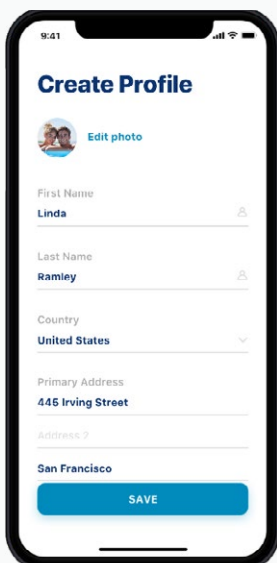 9:41
Create Profile
Edit photo
First Name
Linda
Last Name
Ramley
Country
United States
Primary Address
445 Irving Street
Address 2
San Francisco
SAVE